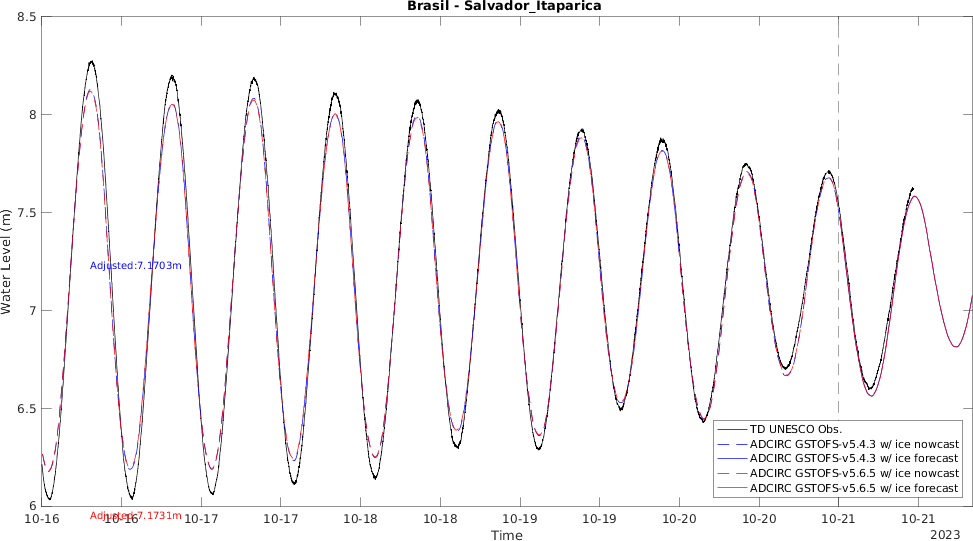 Brasil - Salvador_Itaparica
8.5
8
7.5
7
6.5
6
Water Level (m)
Adjusted:7.1703m
Adjusted:7.1731m
TD UNESCO Obs.
ADCIRC GSTOFS-v5.4.3 w/ ice nowcast
ADCIRC GSTOFS-v5.4.3 w/ ice forecast
ADCIRC GSTOFS-v5.6.5 w/ ice nowcast
ADCIRC GSTOFS-v5.6.5 w/ ice forecast
10-16 10-16 10-17 10-17 10-18 10-18 10-19 10-19 10-20 10-20 10-21 10-21
2023
Time